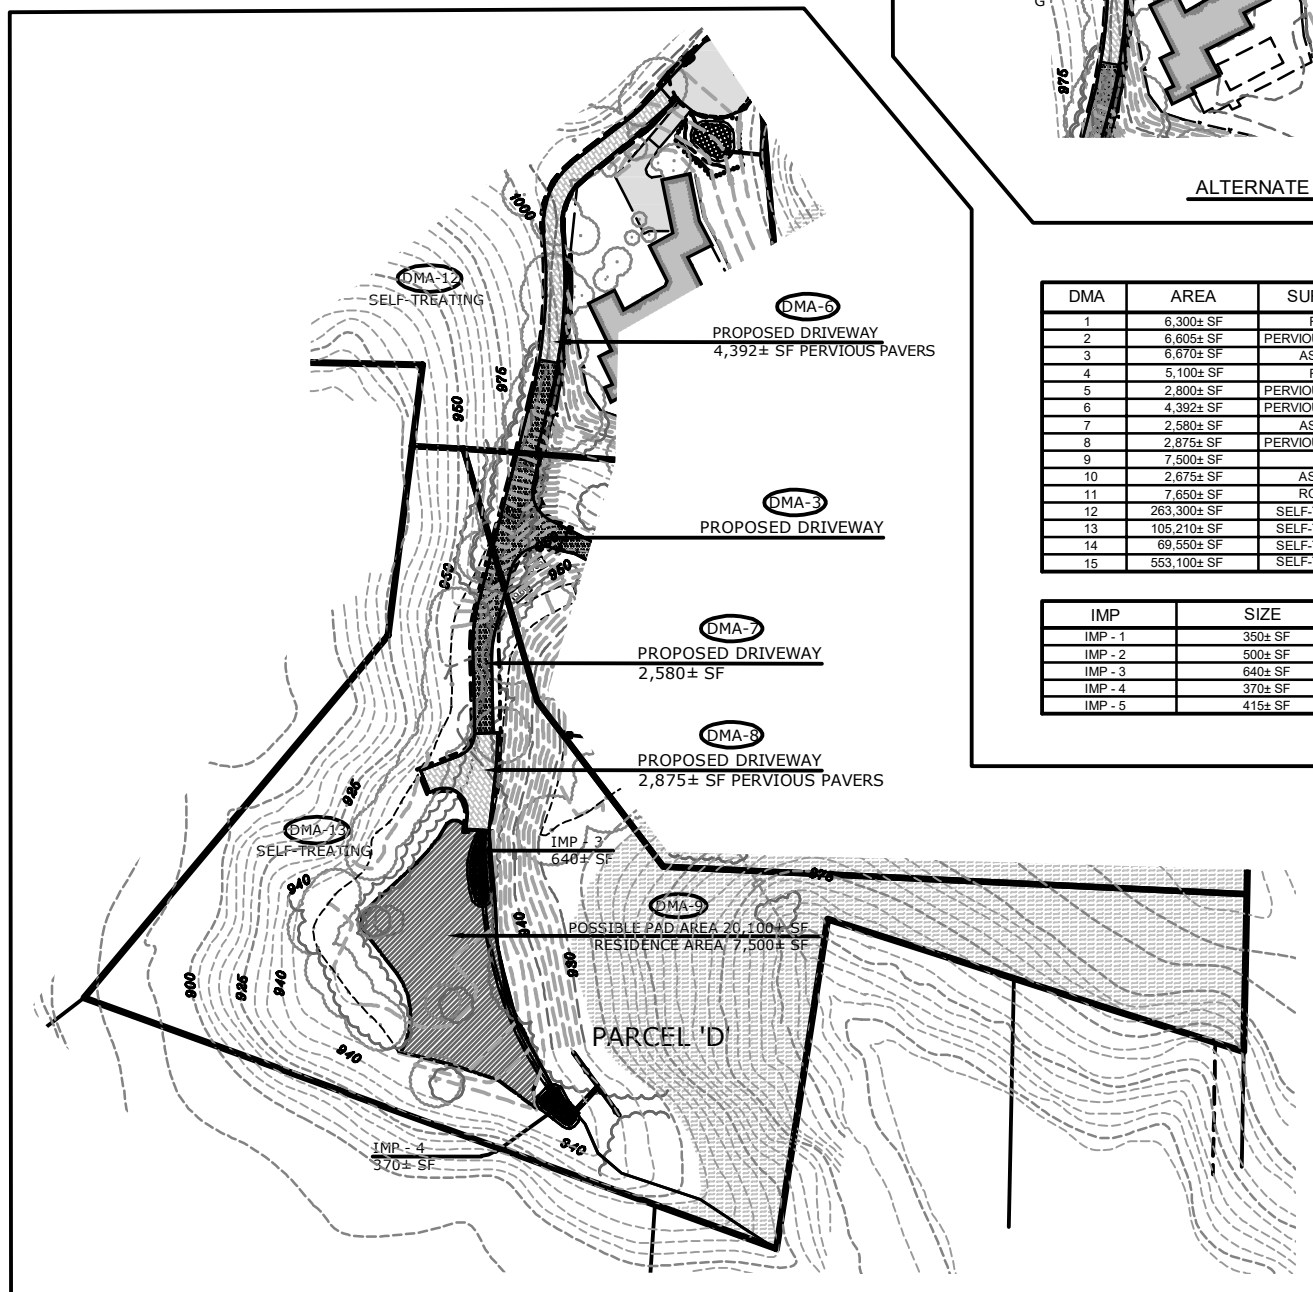 G
975
ALTERNATE
1000
DMA-12
SELF-TREATING
DMA-6
PROPOSED DRIVEWAY
4,392± SF PERVIOUS PAVERS
975
950
DMA-3
PROPOSED DRIVEWAY
950
950
DMA-7
PROPOSED DRIVEWAY
2,580± SF
DMA-8
PROPOSED DRIVEWAY
2,875± SF PERVIOUS PAVERS
925
DMA-13
SELF-TREATING
IMP - 3
640± SF
940
975
DMA-9
POSSIBLE PAD AREA 20,100± SF
RESIDENCE AREA 7,500± SF
940
930
900
925
940
PARCEL 'D'
940
IMP - 4
370± SF
940
DMA AREA SUR
1 6,300± SF
2 6,605± SF PERVIOU
3 6,670± SF AS
4 5,100± SF
5 2,800± SF PERVIOU
6 4,392± SF PERVIOU
7 2,580± SF AS
8 2,875± SF PERVIOU
9 7,500± SF
10 2,675± SF AS
11 7,650± SF RO
12 263,300± SF SELF-
13 105,210± SF SELF-
14 69,550± SF SELF-
15 553,100± SF SELF-
IMP SIZE
IMP - 1 350± SF
IMP - 2 500± SF
IMP - 3 640± SF
IMP - 4 370± SF
IMP - 5 415± SF